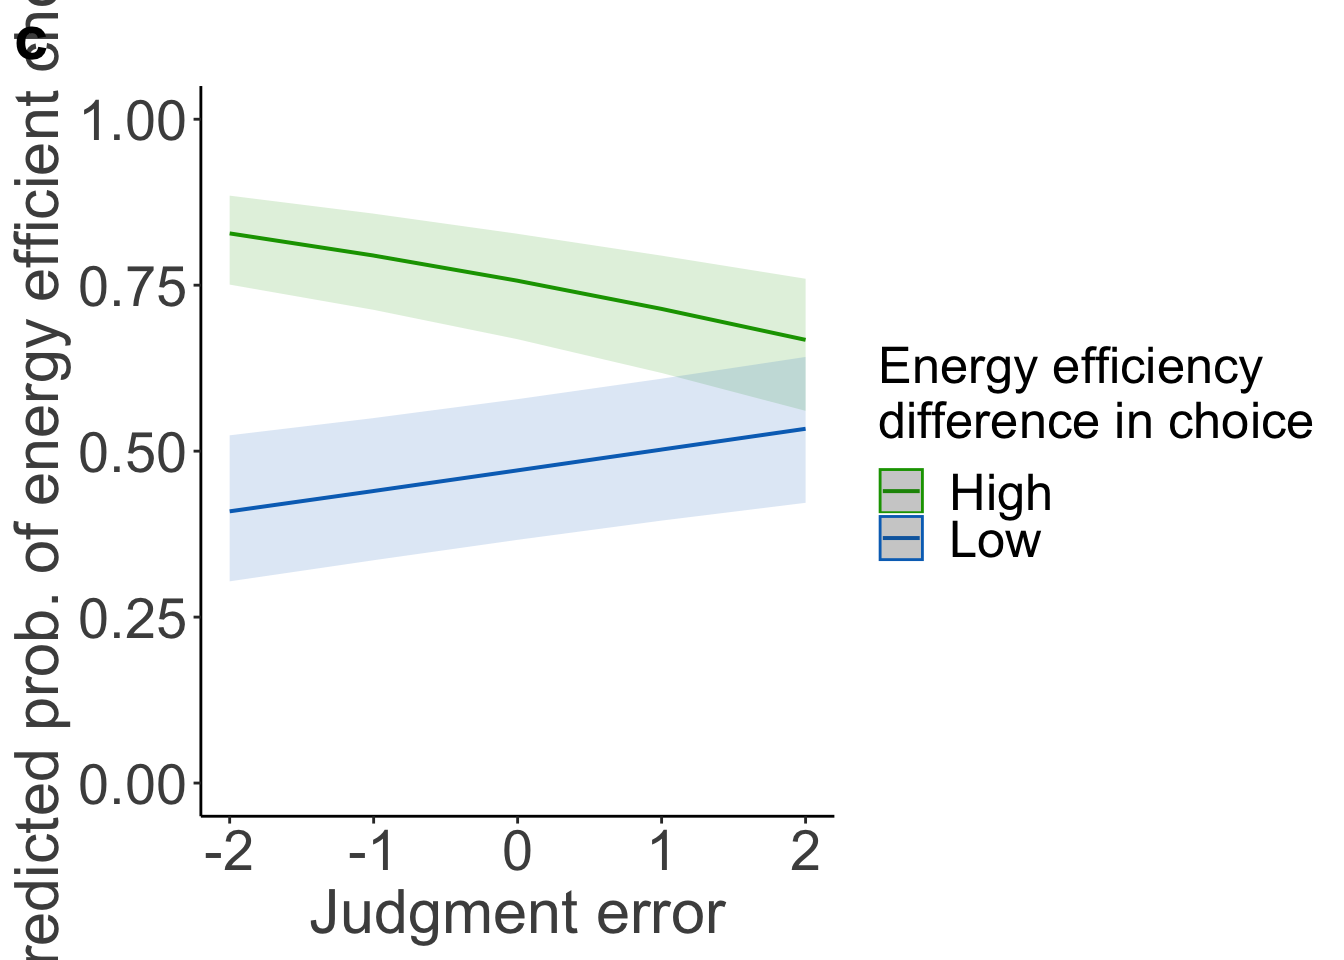 c
redicted prob. of energy efficient
1.00
0.75
0.50
0.25
0.00
-2 -1 0 1 2
Judgment error
Energy efficiency
difference in choice
High
Low